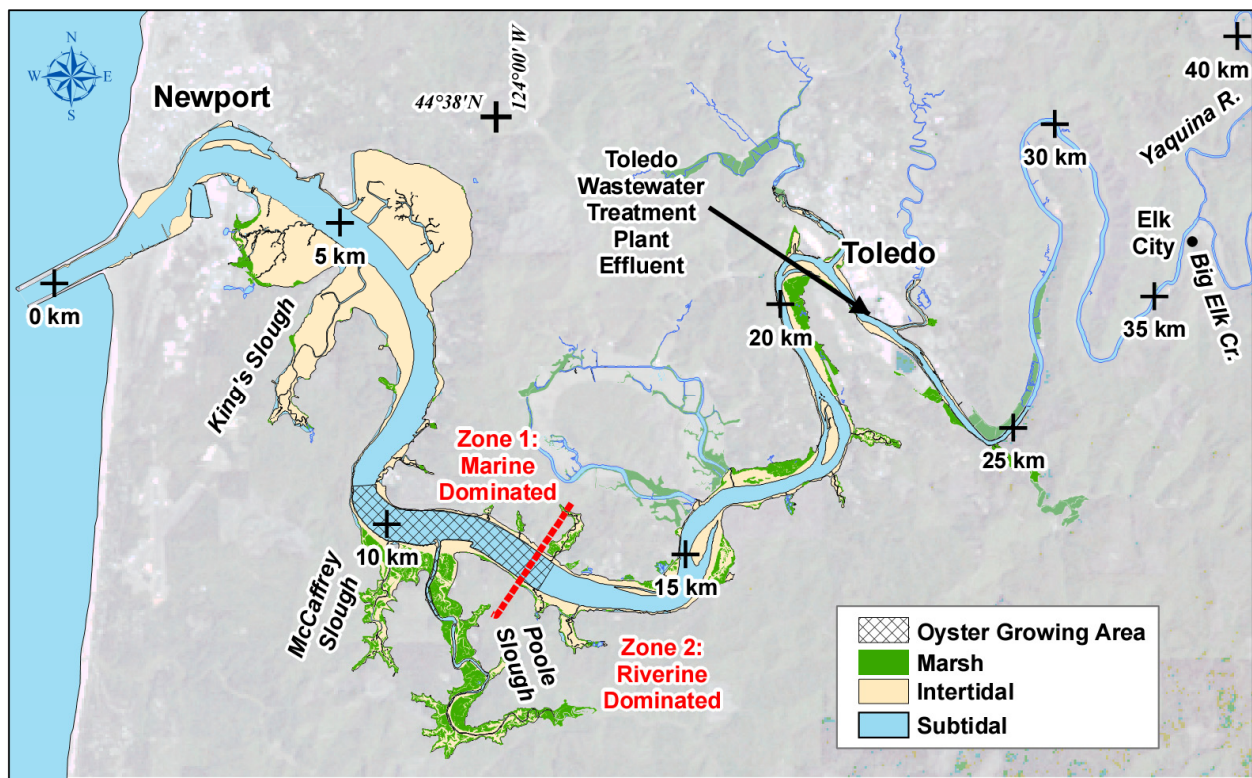 N
W
E
S
Newport
44°38'N
124°00' W
0 km
5 km
King's Slough
Toledo
Wastewater
Treatment
Plant
Effluent
Toledo
20 km
30 km
40 km
Yaquina R.
Elk
City
35 km
Big Elk Cr.
25 km
Zone 1:
Marine
Dominated
10 km
15 km
McCaffrey
Slough
Poole
Slough
Zone 2:
Riverine
Dominated
Oyster Growing Area
Marsh
Intertidal
Subtidal